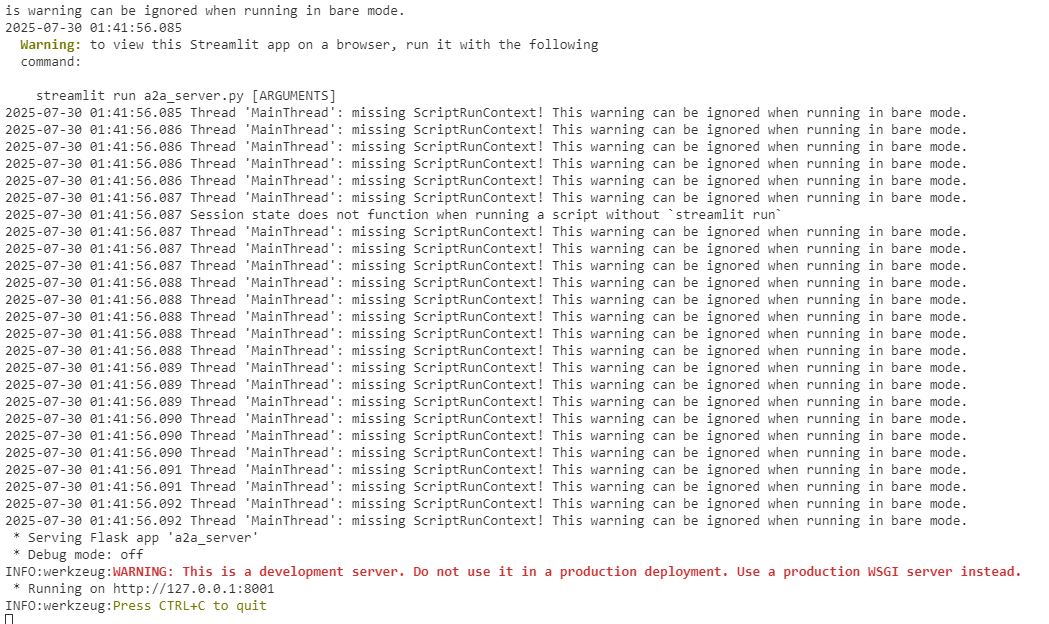 is warning can be ignored when running in bare mode.
2025-07-30 01:41:56.085
  Warning: to view this Streamlit app on a browser, run it with the following
  command:

    streamlit run a2a_server.py [ARGUMENTS]
2025-07-30 01:41:56.085 Thread 'MainThread': missing ScriptRunContext! This warning can be ignored when running in bare mode.
2025-07-30 01:41:56.086 Thread 'MainThread': missing ScriptRunContext! This warning can be ignored when running in bare mode.
2025-07-30 01:41:56.086 Thread 'MainThread': missing ScriptRunContext! This warning can be ignored when running in bare mode.
2025-07-30 01:41:56.086 Thread 'MainThread': missing ScriptRunContext! This warning can be ignored when running in bare mode.
2025-07-30 01:41:56.086 Thread 'MainThread': missing ScriptRunContext! This warning can be ignored when running in bare mode.
2025-07-30 01:41:56.087 Thread 'MainThread': missing ScriptRunContext! This warning can be ignored when running in bare mode.
2025-07-30 01:41:56.087 Session state does not function when running a script without `streamlit run`
2025-07-30 01:41:56.087 Thread 'MainThread': missing ScriptRunContext! This warning can be ignored when running in bare mode.
2025-07-30 01:41:56.087 Thread 'MainThread': missing ScriptRunContext! This warning can be ignored when running in bare mode.
2025-07-30 01:41:56.087 Thread 'MainThread': missing ScriptRunContext! This warning can be ignored when running in bare mode.
2025-07-30 01:41:56.088 Thread 'MainThread': missing ScriptRunContext! This warning can be ignored when running in bare mode.
2025-07-30 01:41:56.088 Thread 'MainThread': missing ScriptRunContext! This warning can be ignored when running in bare mode.
2025-07-30 01:41:56.088 Thread 'MainThread': missing ScriptRunContext! This warning can be ignored when running in bare mode.
2025-07-30 01:41:56.088 Thread 'MainThread': missing ScriptRunContext! This warning can be ignored when running in bare mode.
2025-07-30 01:41:56.088 Thread 'MainThread': missing ScriptRunContext! This warning can be ignored when running in bare mode.
2025-07-30 01:41:56.089 Thread 'MainThread': missing ScriptRunContext! This warning can be ignored when running in bare mode.
2025-07-30 01:41:56.089 Thread 'MainThread': missing ScriptRunContext! This warning can be ignored when running in bare mode.
2025-07-30 01:41:56.089 Thread 'MainThread': missing ScriptRunContext! This warning can be ignored when running in bare mode.
2025-07-30 01:41:56.090 Thread 'MainThread': missing ScriptRunContext! This warning can be ignored when running in bare mode.
2025-07-30 01:41:56.090 Thread 'MainThread': missing ScriptRunContext! This warning can be ignored when running in bare mode.
2025-07-30 01:41:56.090 Thread 'MainThread': missing ScriptRunContext! This warning can be ignored when running in bare mode.
2025-07-30 01:41:56.091 Thread 'MainThread': missing ScriptRunContext! This warning can be ignored when running in bare mode.
2025-07-30 01:41:56.091 Thread 'MainThread': missing ScriptRunContext! This warning can be ignored when running in bare mode.
2025-07-30 01:41:56.092 Thread 'MainThread': missing ScriptRunContext! This warning can be ignored when running in bare mode.
2025-07-30 01:41:56.092 Thread 'MainThread': missing ScriptRunContext! This warning can be ignored when running in bare mode.
 * Serving Flask app 'a2a_server'
 * Debug mode: off
INFO:werkzeug:WARNING: This is a development server. Do not use it in a production deployment. Use a production WSGI server instead.
 * Running on http://127.0.0.1:8001
INFO:werkzeug:Press CTRL+C to quit